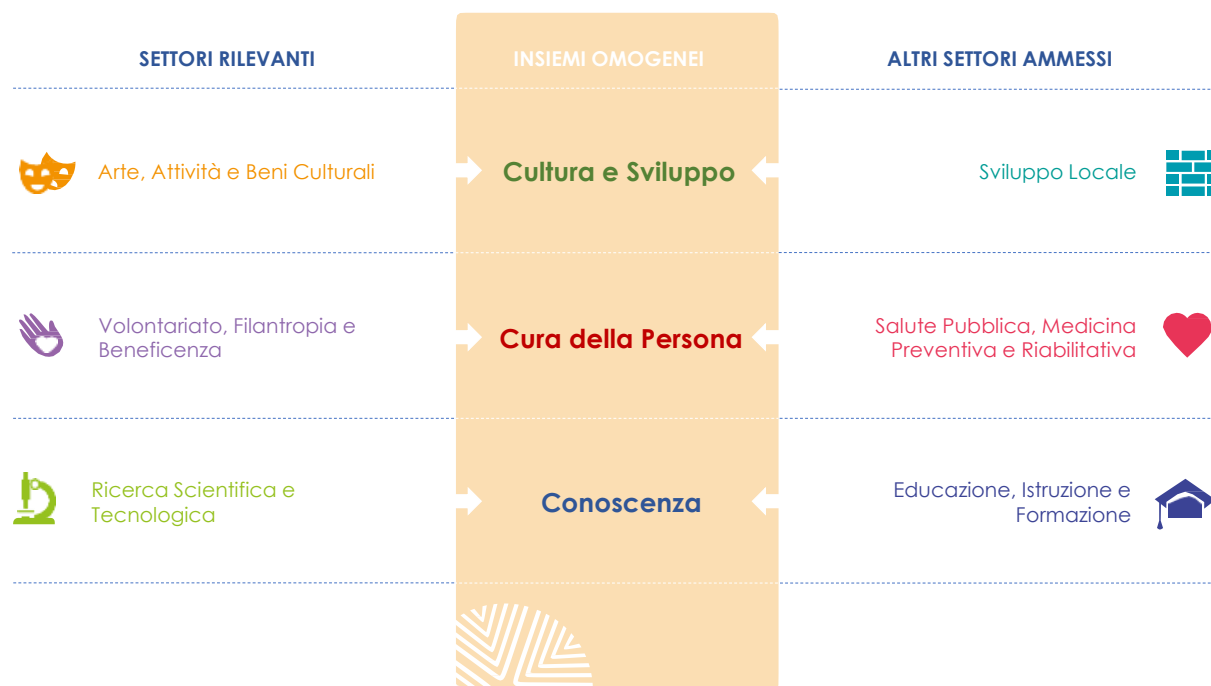 SETTORI RILEVANTI
INSIEMI OMOGENEI
ALTRI SETTORI AMMESSI
Arte, Attività e Beni Culturali
Cultura e Sviluppo
Sviluppo Locale
Volontariato, Filantropia e
Beneficenza
Cura della Persona
Salute Pubblica, Medicina
Preventiva e Riabilitativa
Ricerca Scientifica e
Tecnologica
Conoscenza
Educazione, Istruzione e
Formazione